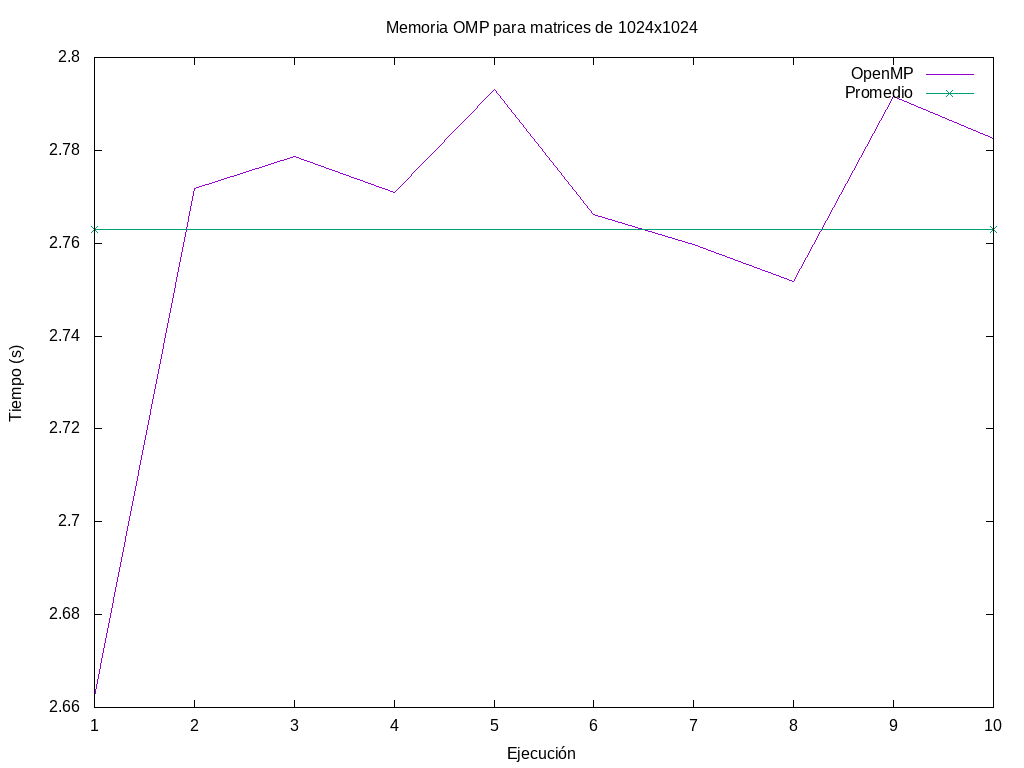 Memoria OMP para matrices de 1024x1024
2.8
OpenMP
Promedio
2.78
2.76
2.74
Tiempo (s)
2.72
2.7
2.68
2.66
1 2 3 4 5 6 7 8 9 10
Ejecución